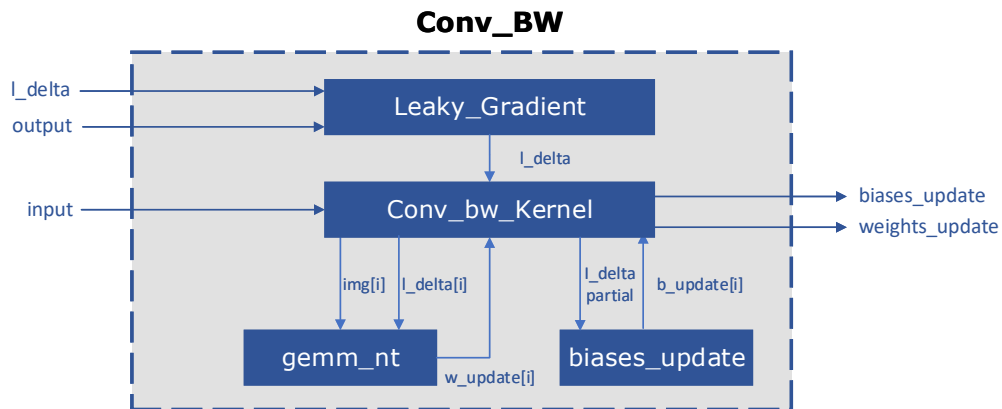 Conv_BW
l_delta
Leaky_Gradient
output
l_delta
input
Conv_bw_Kernel
biases_update
weights_update
img[i]
l_delta[i]
l_delta
partial
b_update[i]
gemm_nt
w_update[i]
biases_update